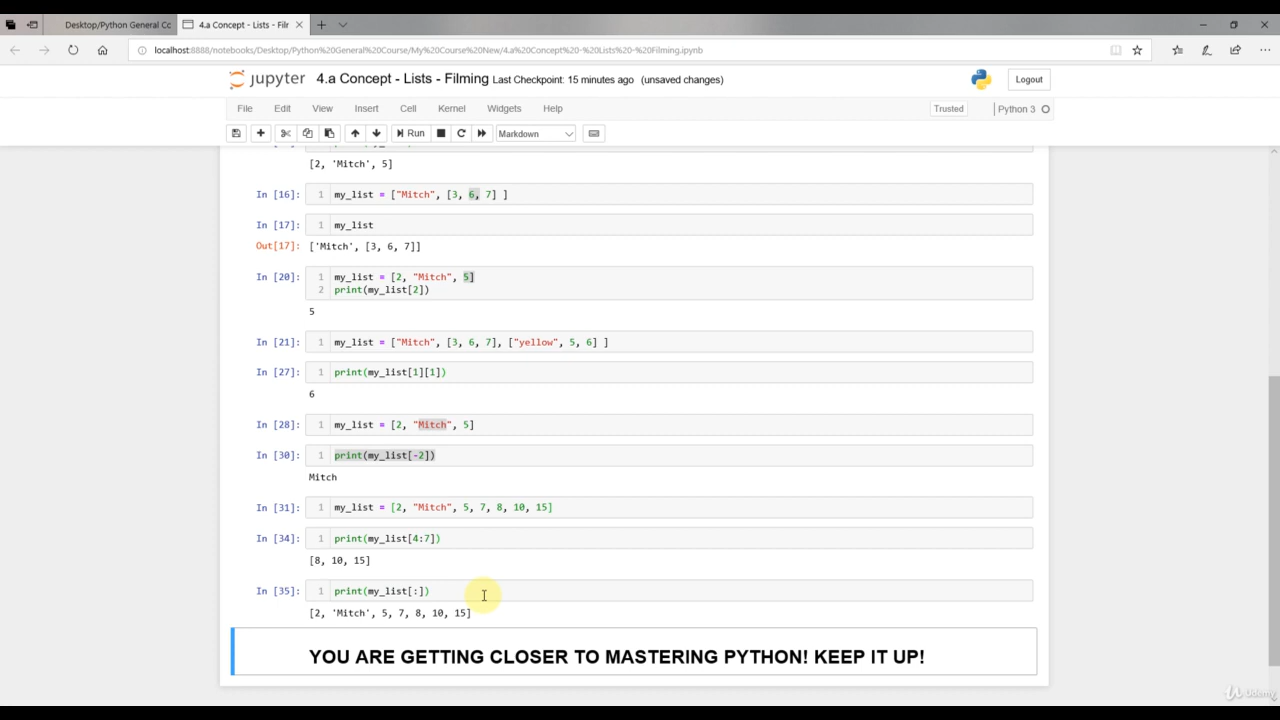 Desktop/Python General Cc
4.a Concept - Lists - Filr
localhost:8888/notebooks/Desktop/Python%20General%20Course/My%20Course%20New/4.a%20Concept%20-%20Lists%20-%20Filming.ipynb
jupyter 4.a Concept - Lists - Filming Last Checkpoint: 15 minutes ago (unsaved changes)
Logout
File Edit View Insert Cell Kernel Widgets Help
Trusted
Python 3
Run
Markdown
[2, 'Mitch', 5]
In [16]: 1 my_list = ["Mitch", [3, 6, 7] ]
In [17]: 1 my_list
Out[17]: ['Mitch', [3, 6, 7]]
In [20]: 1 my_list = [2, "Mitch", 5]
2 print(my_list[2])
5
In [21]: 1 my_list = ["Mitch", [3, 6, 7], ["yellow", 5, 6] ]
In [27]: 1 print(my_list[1][1])
6
In [28]: 1 my_list = [2, "Mitch", 5]
In [30]: 1 print(my_list[-2])
Mitch
In [31]: 1 my_list = [2, "Mitch", 5, 7, 8, 10, 15]
In [34]: 1 print(my_list[4:7])
[8, 10, 15]
In [35]: 1 print(my_list[:])
[2, 'Mitch', 5, 7, 8, 10, 15]
YOU ARE GETTING CLOSER TO MASTERING PYTHON! KEEP IT UP!
Udemy